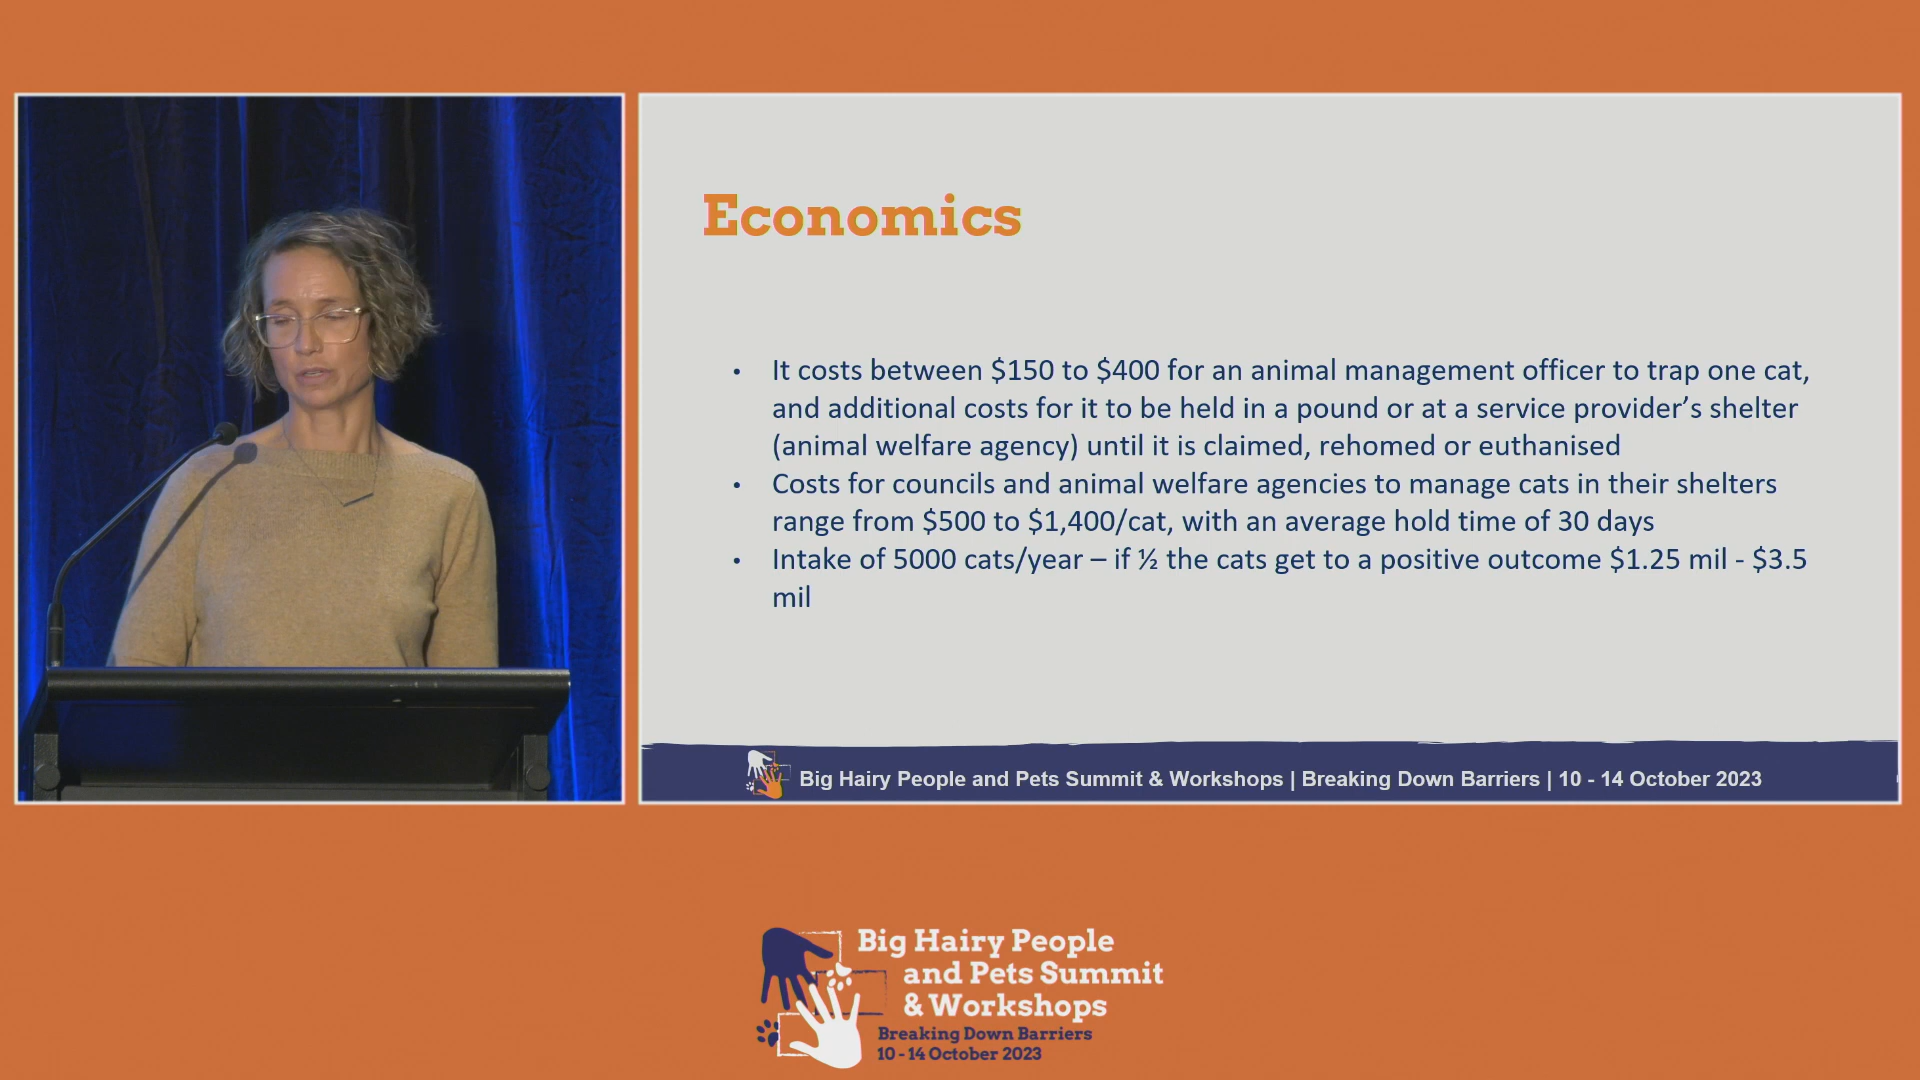 Economics
• It costs between $150 to $400 for an animal management officer to trap one cat,
and additional costs for it to be held in a pound or at a service provider’s shelter
(animal welfare agency) until it is claimed, rehomed or euthanised
• Costs for councils and animal welfare agencies to manage cats in their shelters
range from $500 to $1,400/cat, with an average hold time of 30 days
• Intake of 5000 cats/year – if ½ the cats get to a positive outcome $1.25 mil - $3.5
mil
Big Hairy People and Pets Summit & Workshops | Breaking Down Barriers | 10 - 14 October 2023
Big Hairy People
and Pets Summit
& Workshops
Breaking Down Barriers
10 - 14 October 2023